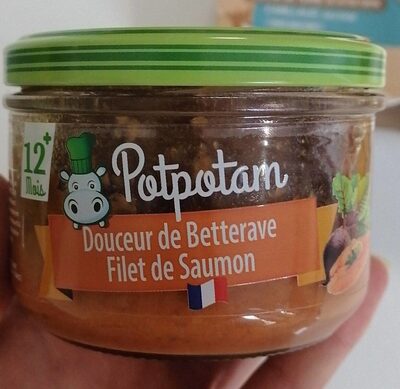 12+
Mois
Potpotam
Douceur de Betterave
Filet de Saumon